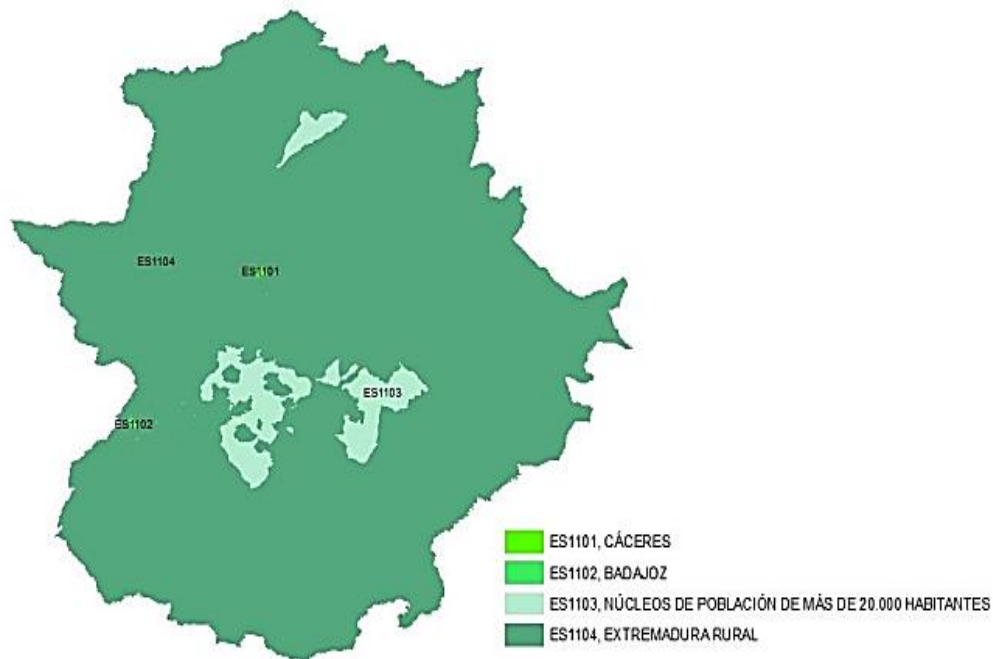 ES1104
ES1101
ES1103
ES1102
ES1101, CÁCERES
ES1102, BADAJOZ
ES1103, NÚCLEOS DE POBLACIÓN DE MÁS DE 20.000 HABITANTES
ES1104, EXTREMADURA RURAL